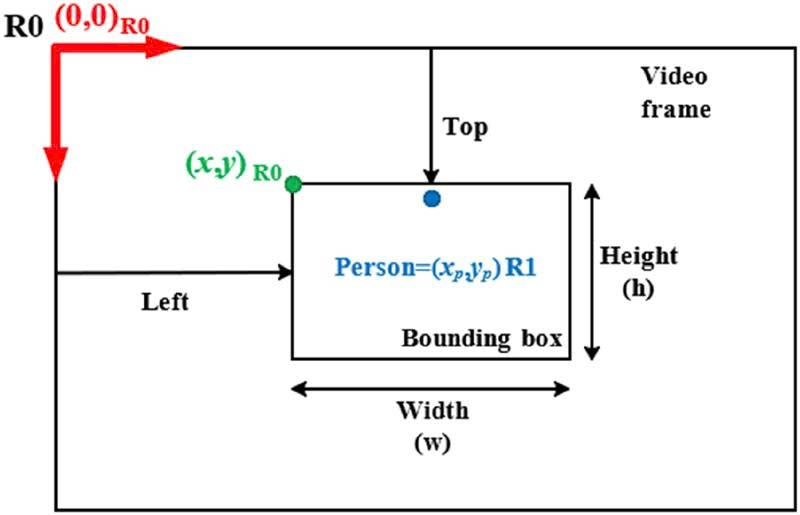 R0 (0,0)R0
Video
frame
Top
(x,y) R0
Person=(xp,yp) R1
Height
(h)
Left
Bounding box
Width
(w)